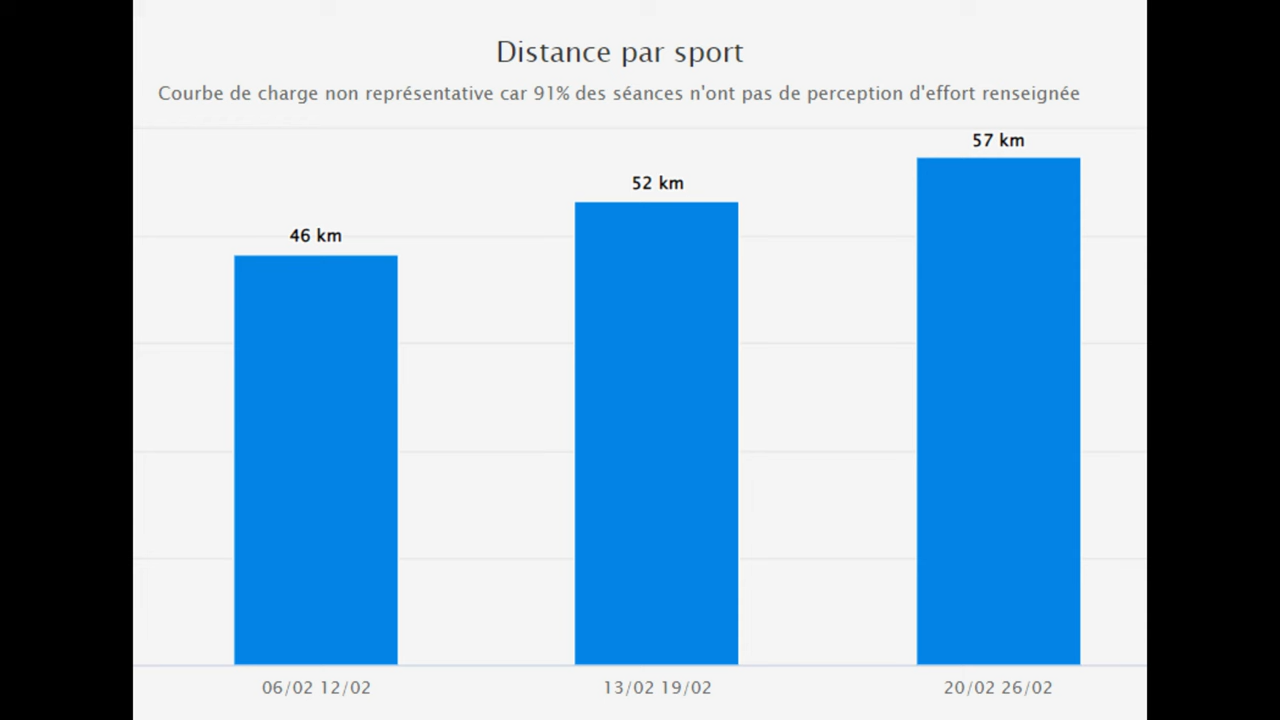 Distance par sport
Courbe de charge non représentative car 91% des séances n'ont pas de perception d'effort renseignée
57 km
52 km
46 km
06/02 12/02
13/02 19/02
20/02 26/02